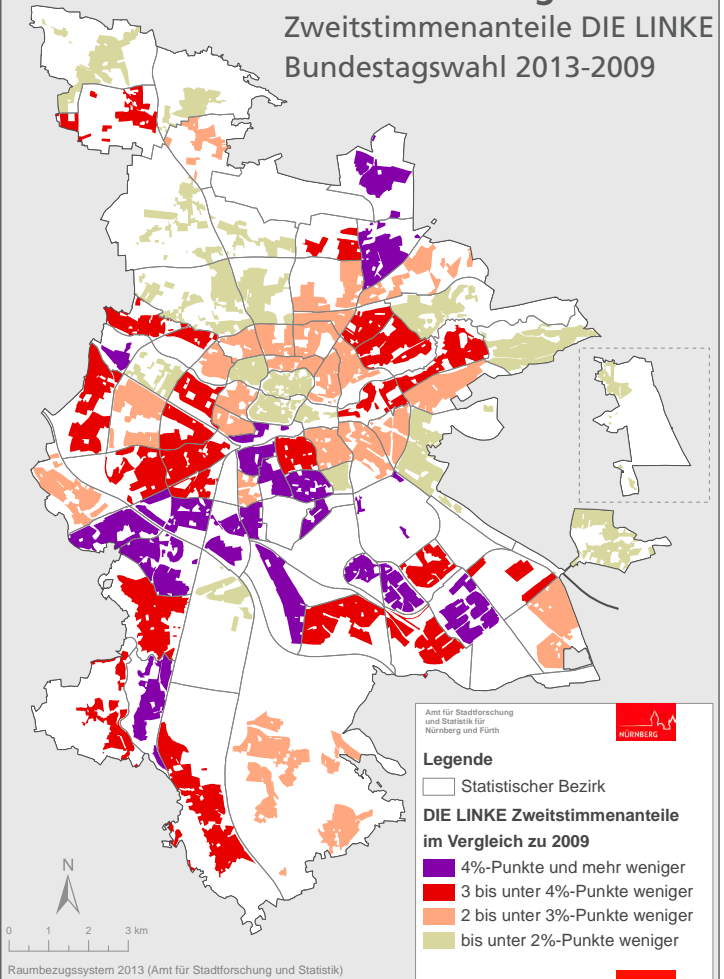 Zweitstimmenanteile DIE LINKE
Bundestagswahl 2013-2009
Amt für Stadtforschung
und Statistik für
Nürnberg und Fürth
NÜRNBERG
Legende
Statistischer Bezirk
DIE LINKE Zweitstimmenanteile
im Vergleich zu 2009
4%-Punkte und mehr weniger
3 bis unter 4%-Punkte weniger
2 bis unter 3%-Punkte weniger
bis unter 2%-Punkte weniger
N
0 1 2 3 km
Raumbezugssystem 2013 (Amt für Stadtforschung und Statistik)